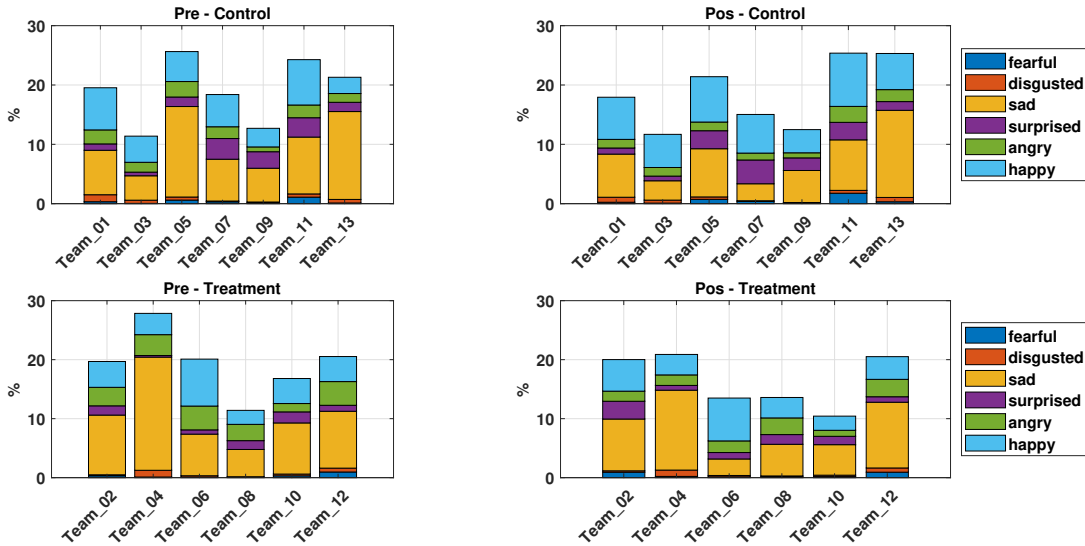 Pre - Control
30
20
10
0
%
Team_01
Team_03
Team_05
Team_07
Team_09
Team_11
Team_13
Pos - Control
30
20
10
0
%
Team_01
Team_03
Team_05
Team_07
Team_09
Team_11
Team_13
fearful
disgusted
sad
surprised
angry
happy
Pre - Treatment
30
20
10
0
%
Team_02
Team_04
Team_06
Team_08
Team_10
Team_12
Pos - Treatment
30
20
10
0
%
Team_02
Team_04
Team_06
Team_08
Team_10
Team_12
fearful
disgusted
sad
surprised
angry
happy